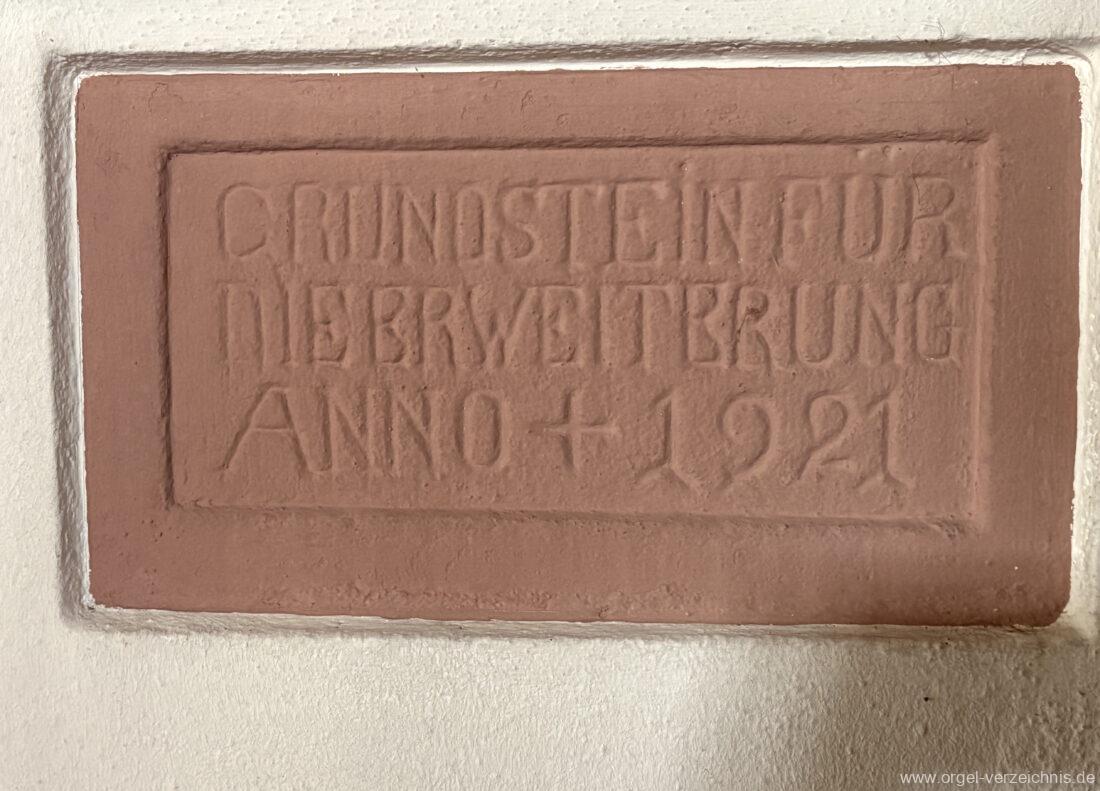 GRUNDSTEIN FÜR
DIE ERWEITERUNG
ANNO + 1921
www.orgel-verzeichnis.de